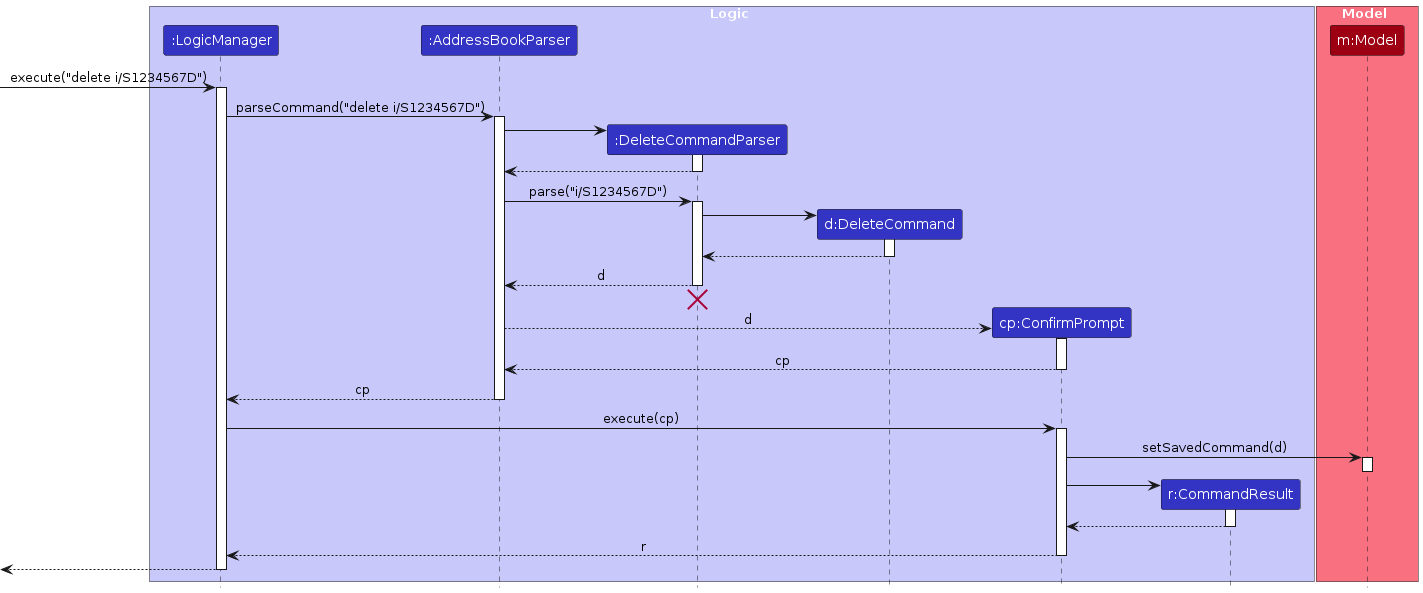 Logic
Model
:LogicManager
:AddressBookParser
m:Model
execute("delete i/S1234567D")
parseCommand("delete i/S1234567D")
:DeleteCommandParser
parse("i/S1234567D")
d:DeleteCommand
d
cp:ConfirmPrompt
d
cp
cp
execute(cp)
setSavedCommand(d)
r:CommandResult
r